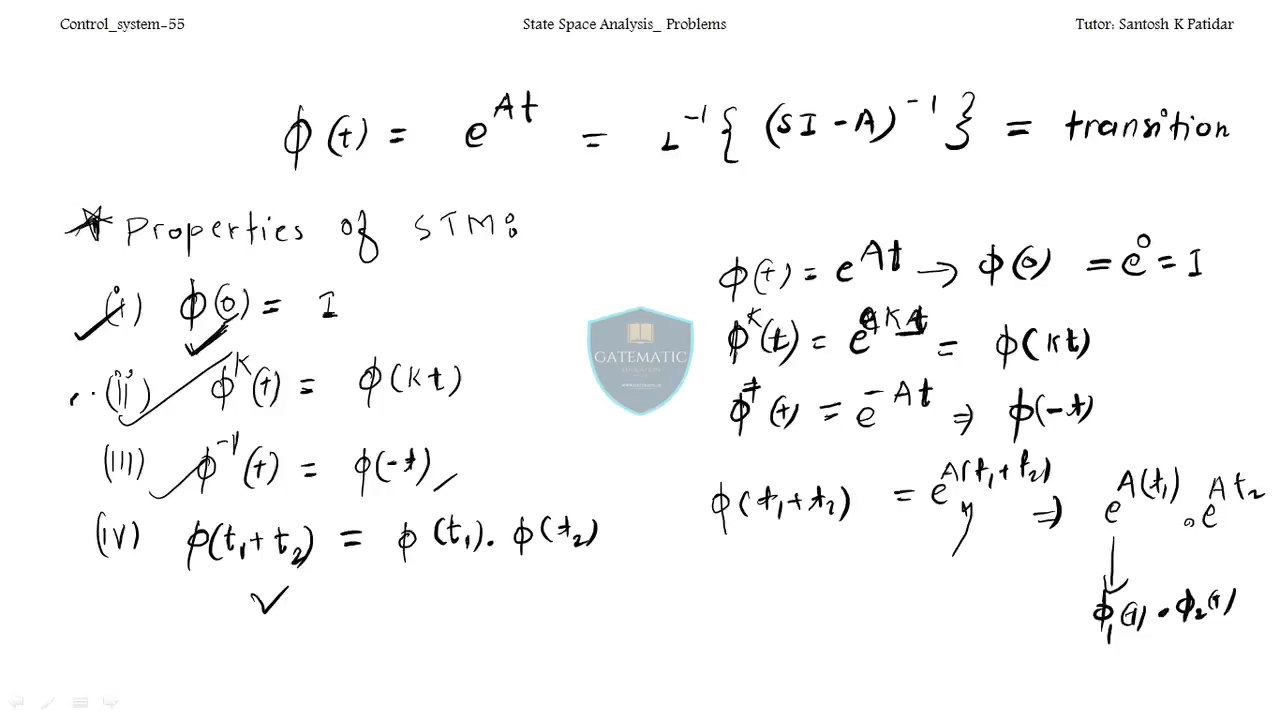 Control_system-55
State Space Analysis_ Problems
Tutor: Santosh K Patidar
ϕ(t) = e^{At} = L^{-1}{(SI - A)^{-1}} = transition
* Properties of STM:
(i) ϕ(0) = I
(ii) ϕ^K(t) = ϕ(Kt)
(iii) ϕ^{-1}(t) = ϕ(-t)
(iv) ϕ(t₁ + t₂) = ϕ(t₁). ϕ(t₂)
ϕ(t) = e^{At} → ϕ(0) = e^0 = I
ϕ^K(t) = e^{KAt} = ϕ(Kt)
(t) = e^{-At} ⇒ ϕ(-t)
ϕ(t₁ + t₂) = e^{A(t₁ + t₂)} ⇒ e^{A(t₁)} . e^{At₂}
ϕ₁(t) . ϕ₂(t)
GATEMATIC
EDUCATION